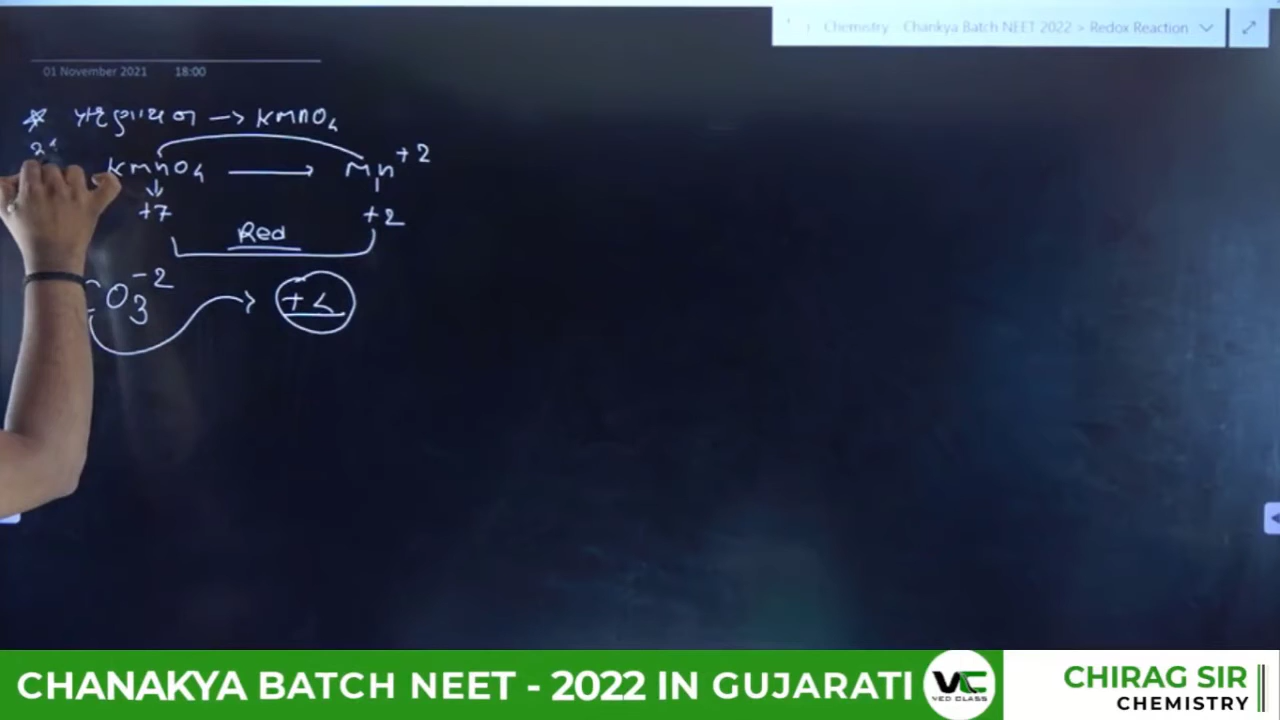 Chemistry - Chankya Batch NEET 2022 > Redox Reaction
01 November 2021 18:00
→ KMnO4
KMnO4 → Mn+2
+7 +2
Red
O3-2 → +4
CHANAKYA BATCH NEET - 2022 IN GUJARATI
VC
VED CLASS
CHIRAG SIR
CHEMISTRY